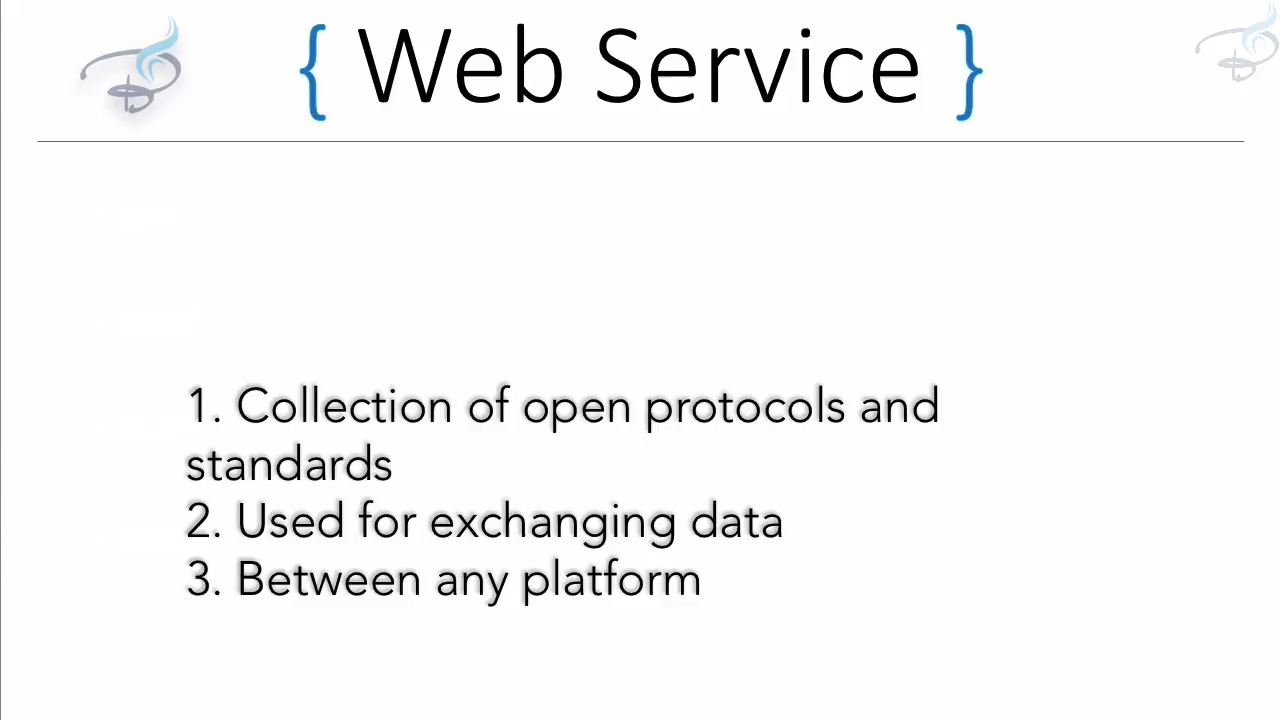 { Web Service }
1. Collection of open protocols and
standards
2. Used for exchanging data
3. Between any platform